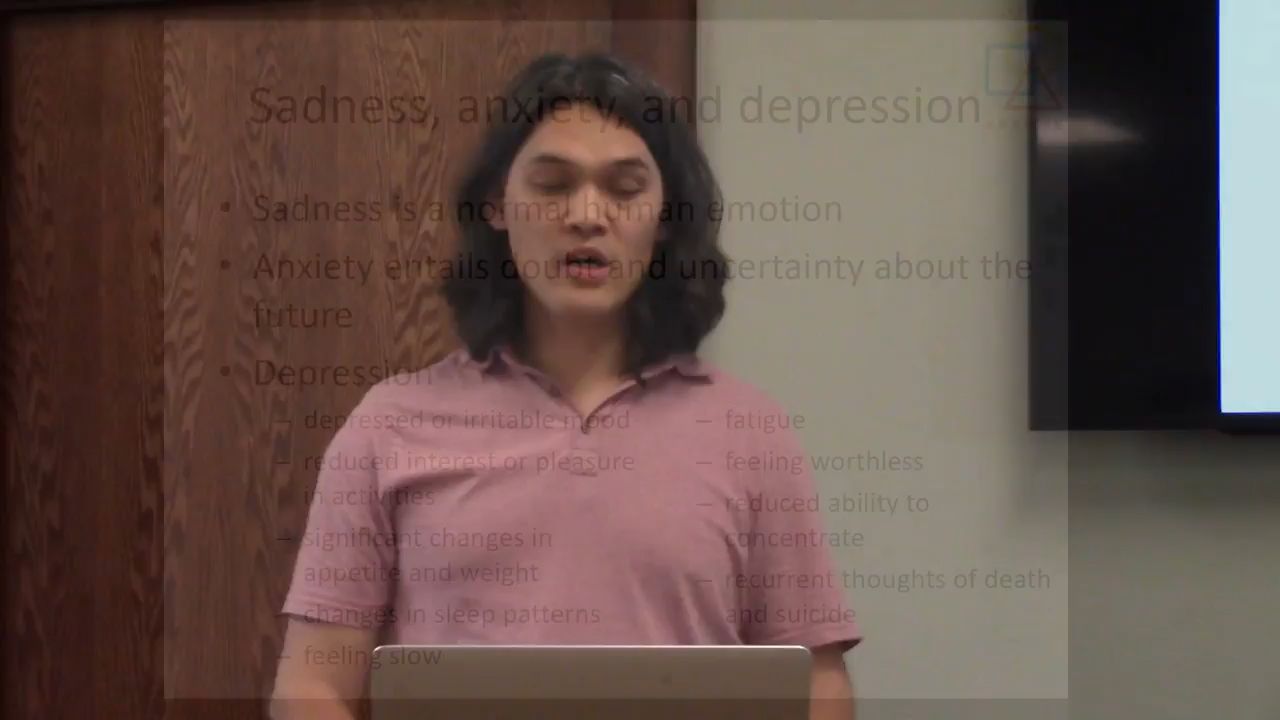 Sadness, anxiety, and depression
• Sadness is a normal human emotion
• Anxiety entails doubt and uncertainty about the
future
• Depression
– depressed or irritable mood
– reduced interest or pleasure
in activities
– significant changes in
appetite and weight
– changes in sleep patterns
– feeling slow
– fatigue
– feeling worthless
– reduced ability to
concentrate
– recurrent thoughts of death
and suicide